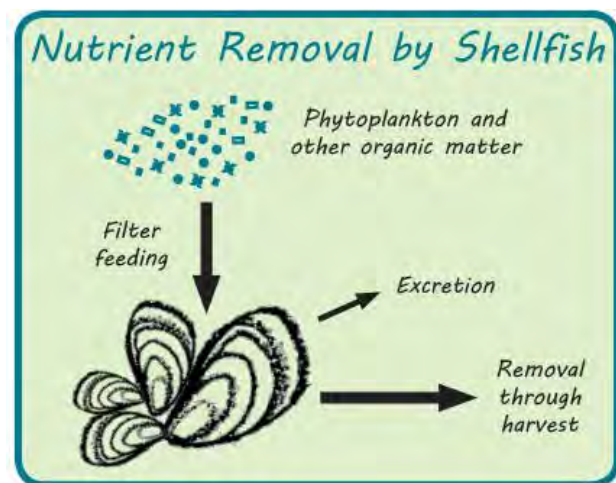 Nutrient Removal by Shellfish
Phytoplankton and
other organic matter
Filter
feeding
Excretion
Removal
through
harvest